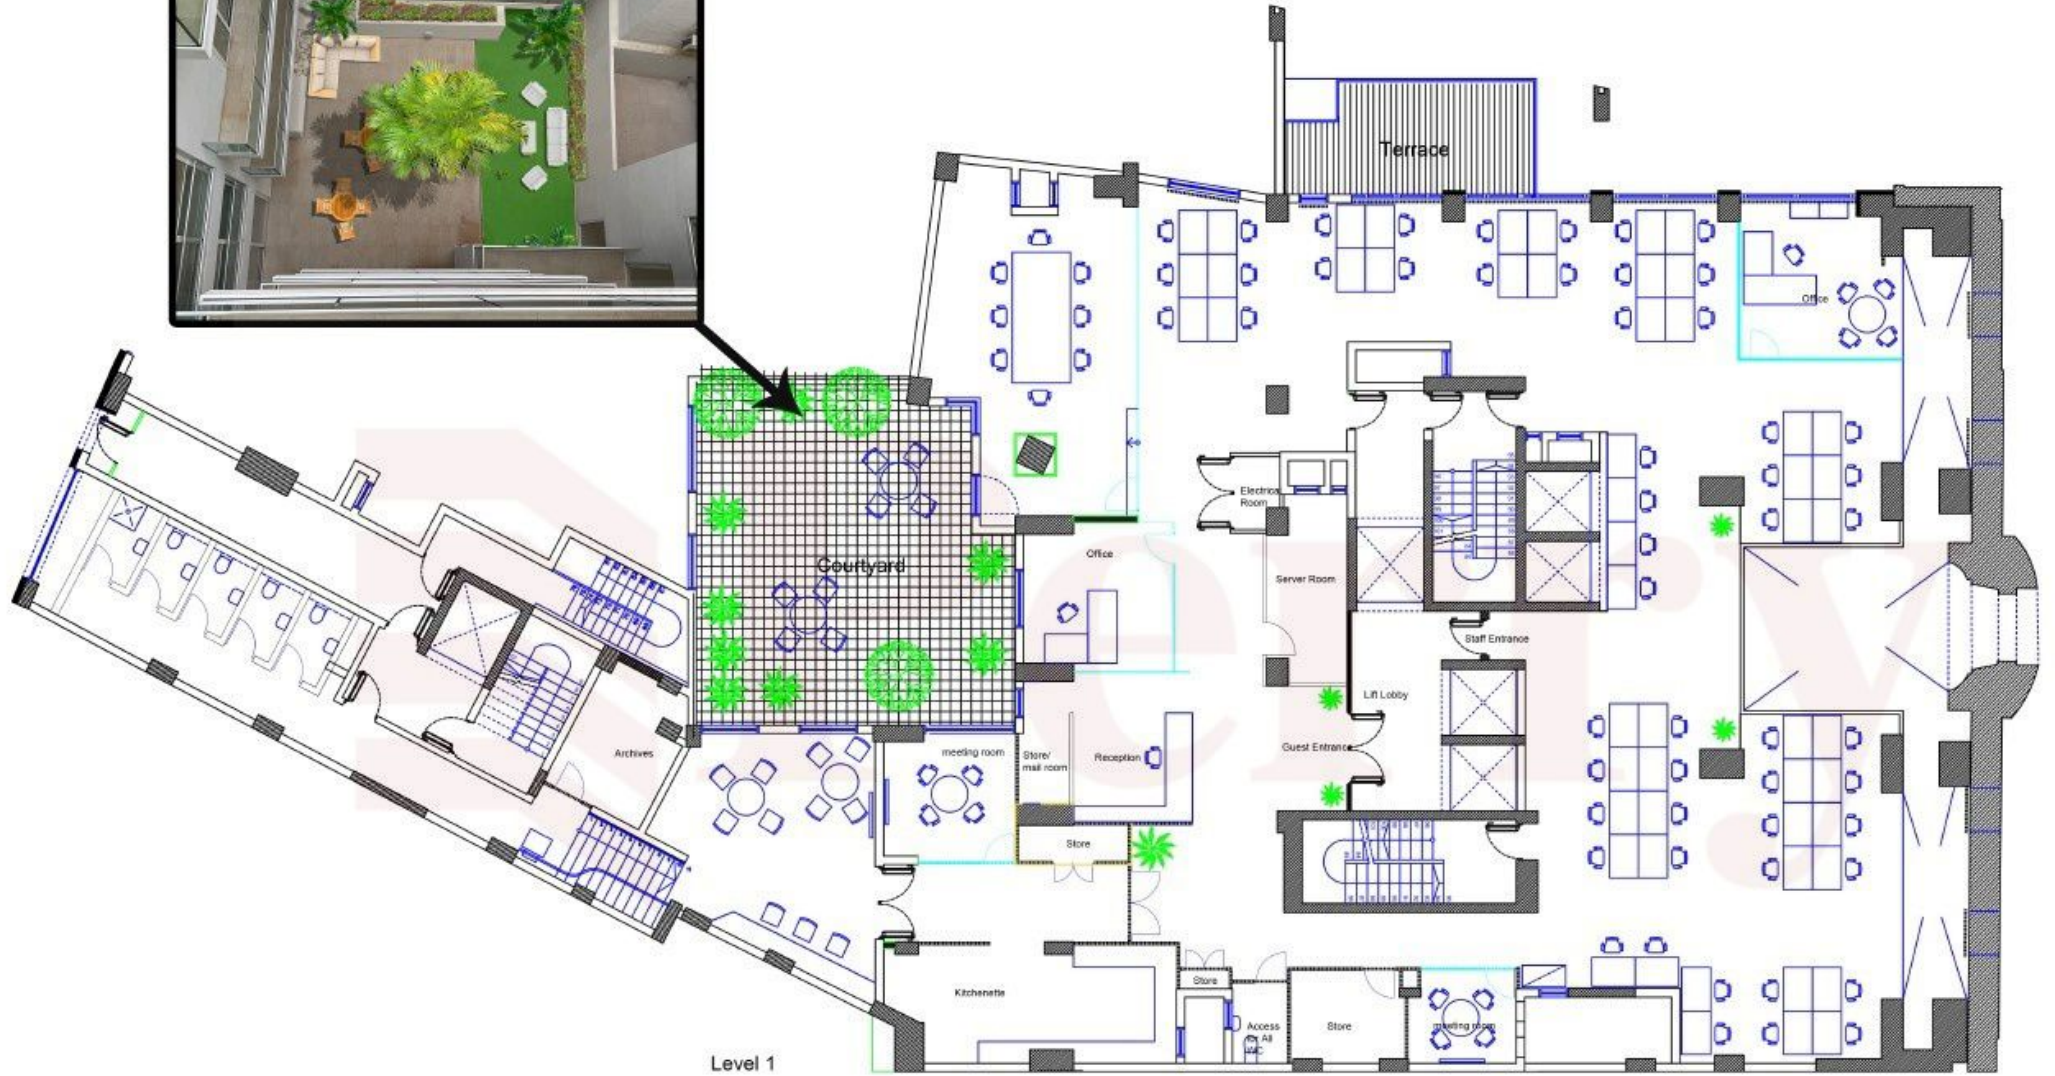 Terrace
Office
Electrical
Room
Courtyard
Office
Server Room
Staff Entrance
Lift Lobby
Guest Entrance
Archives
meeting room
Store/
mail room
Reception
Store
Kitchenette
Store
Access
for All
WC
Store
meeting room
Level 1